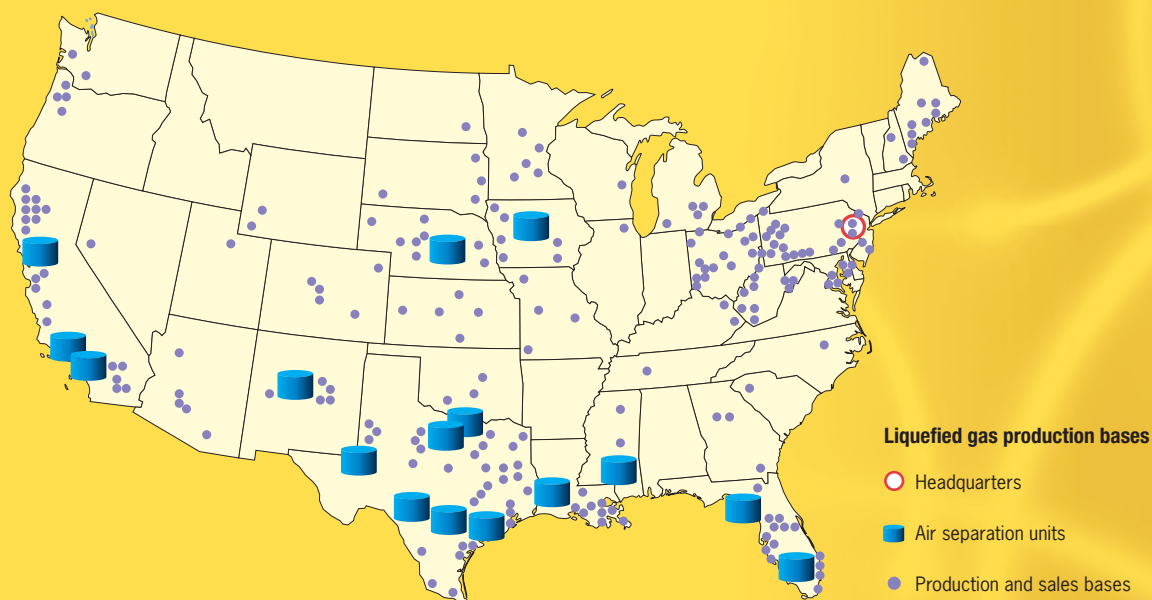 Liquefied gas production bases
Headquarters
Air separation units
Production and sales bases